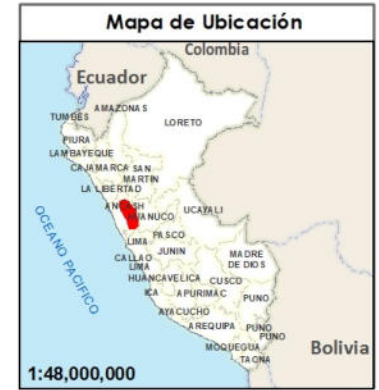 Mapa de Ubicación
Colombia
Ecuador
AMAZONAS
TUMBES
LORETO
PIURA
LAMBAYEQUE
CAJAMARCA SAN
MARTIN
LA LIBERTAD
ANCASH
HUANUCO
UCAYALI
PASCO
LIMA
JUNIN
CALLAO
LIMA
MADRE
DE DIOS
HUANCAVELICA
CUSCO
ICA
APURIMAC
PUNO
AYACUCHO
AREQUIPA
PUNO
PUNO
MOQUEGUA
TACNA
Bolivia
OCEANO PACIFICO
1:48,000,000